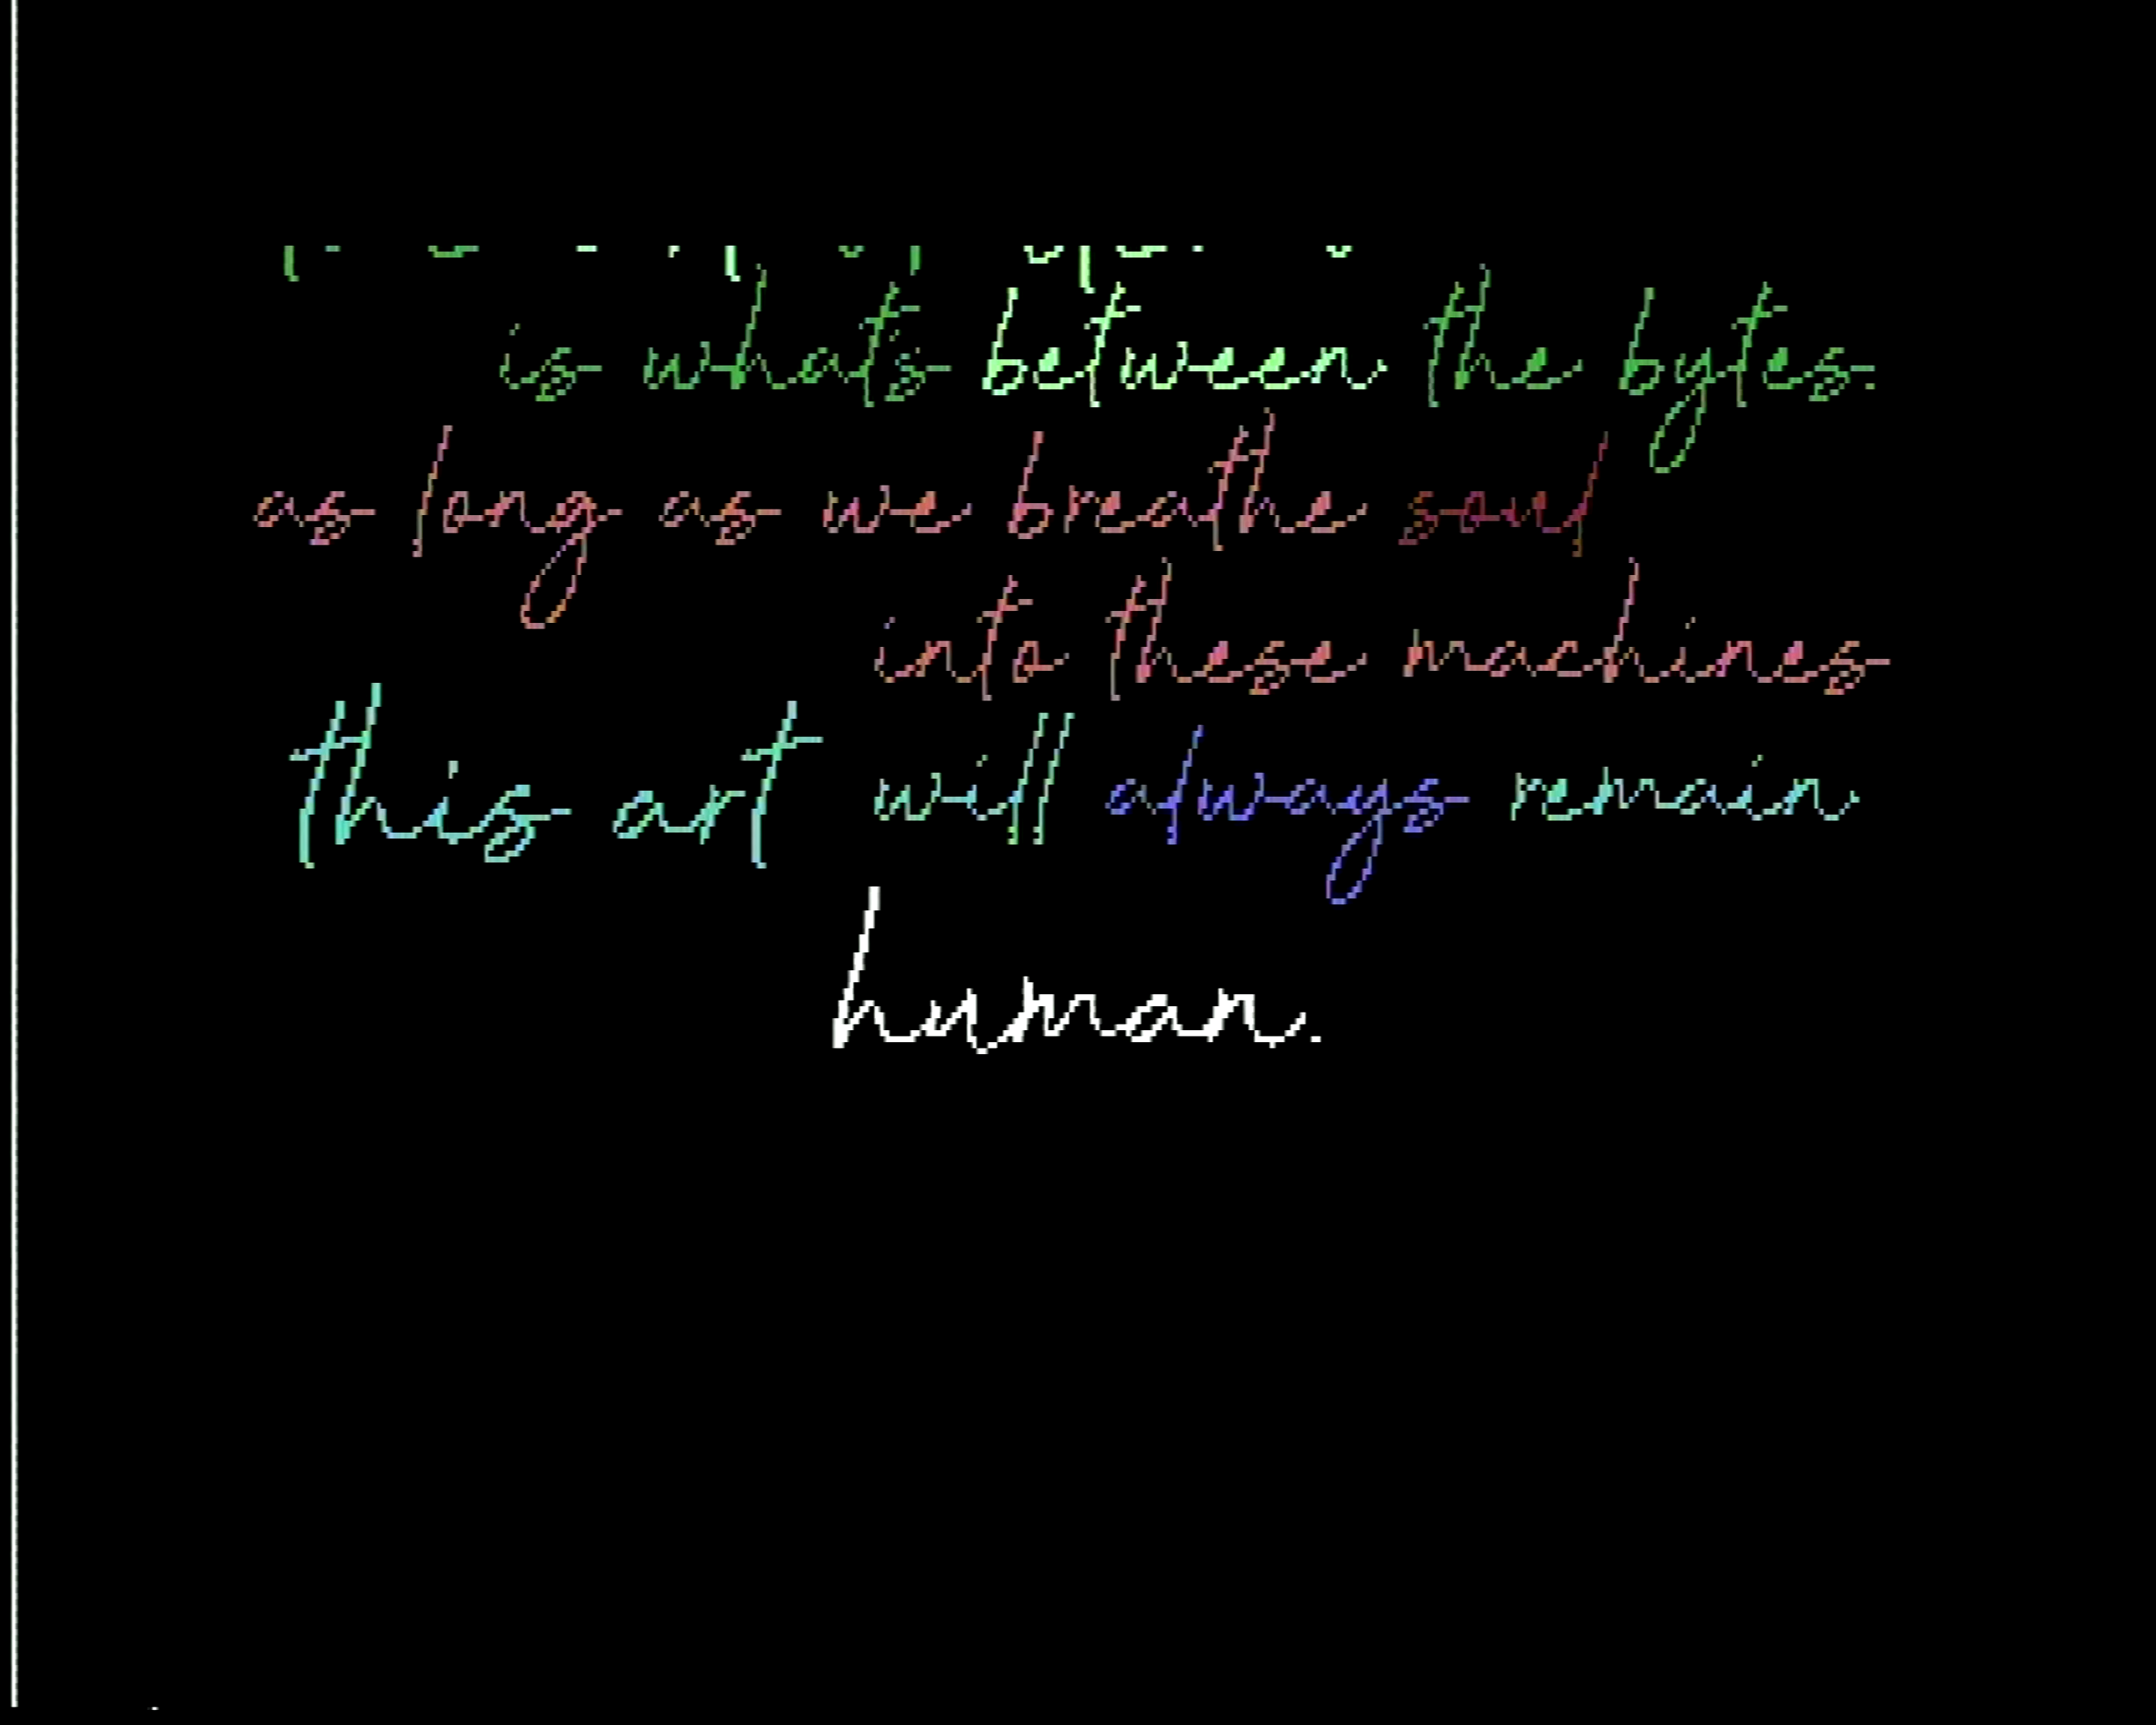 is what's between the bytes.
as long as we breathe soul
into these machines
this art will always remain
human.